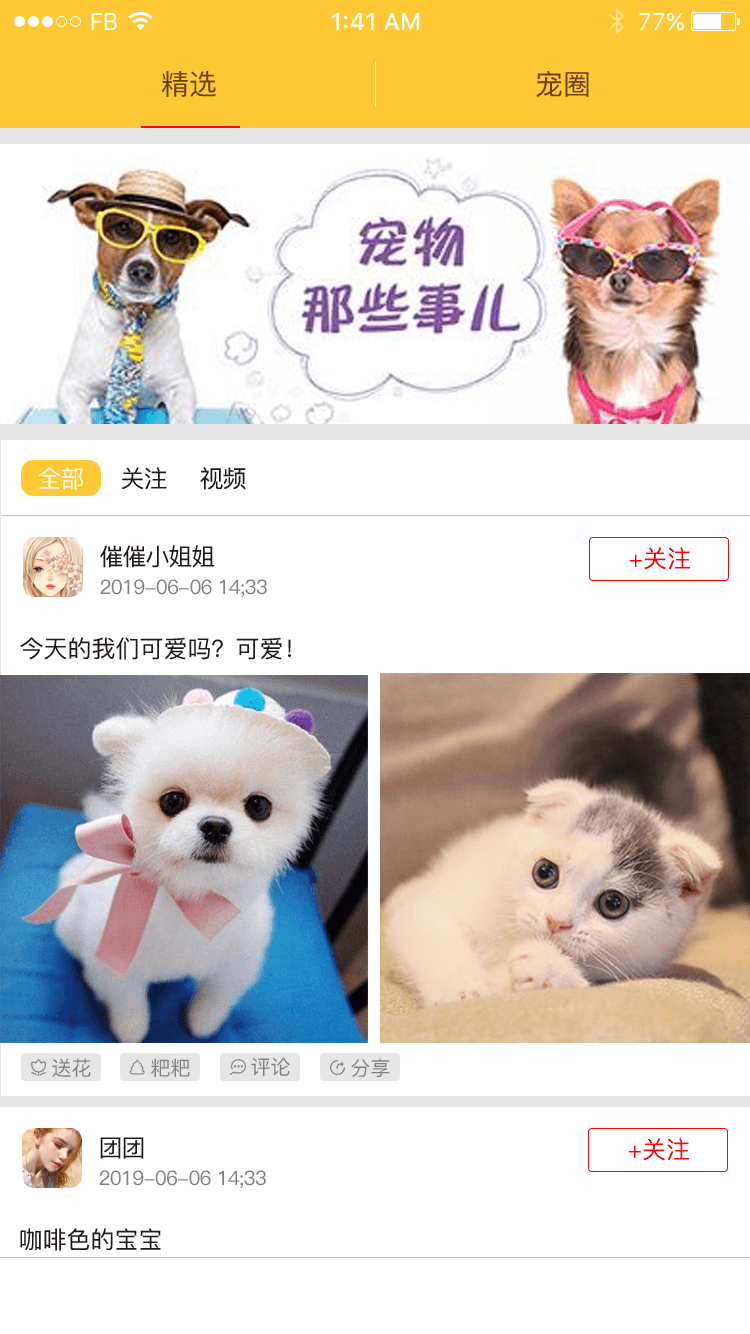 FB 1:41 AM 77%
精选 宠圈
宠物
那些事儿
全部 关注 视频
催催小姐姐
2019-06-06 14;33
+关注
今天的我们可爱吗？可爱！
送花 粑粑 评论 分享
团团
2019-06-06 14;33
+关注
咖啡色的宝宝